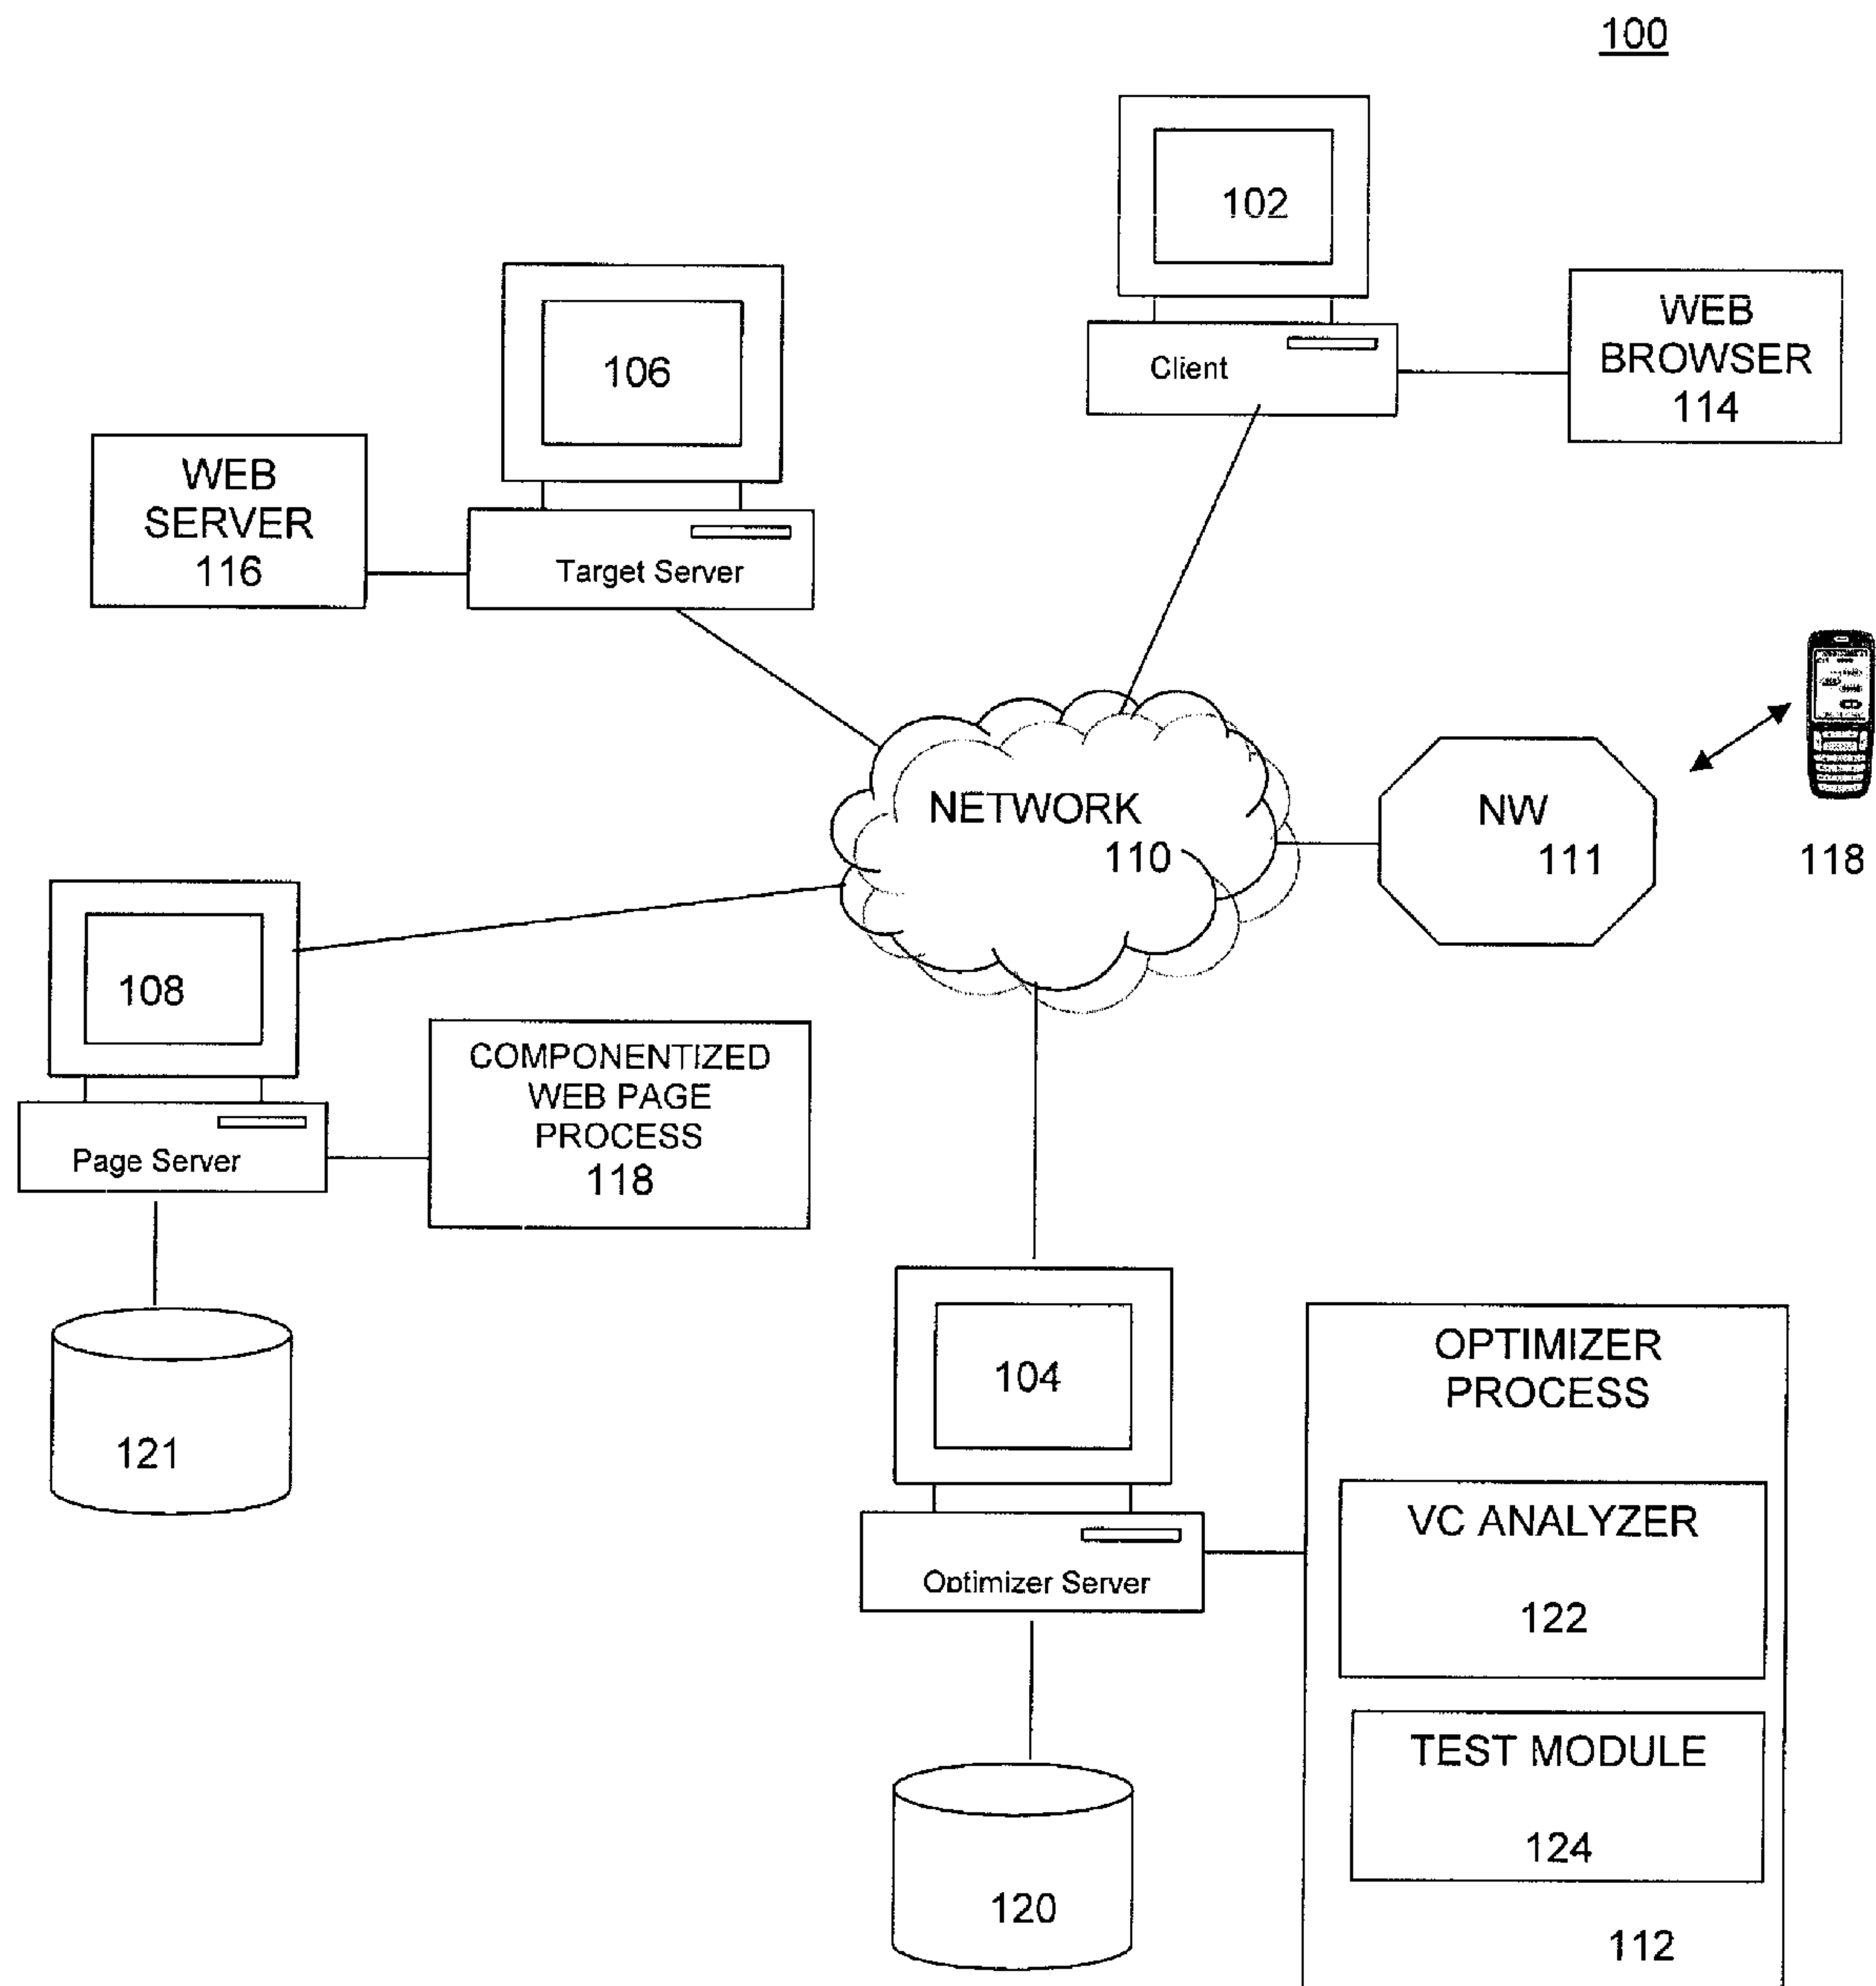 100
102
Client
WEB
BROWSER
114
106
Target Server
WEB
SERVER
116
NETWORK
110
NW
111
118
108
Page Server
COMPONENTIZED
WEB PAGE
PROCESS
118
121
104
Optimizer Server
120
OPTIMIZER
PROCESS
VC ANALYZER
122
TEST MODULE
124
112